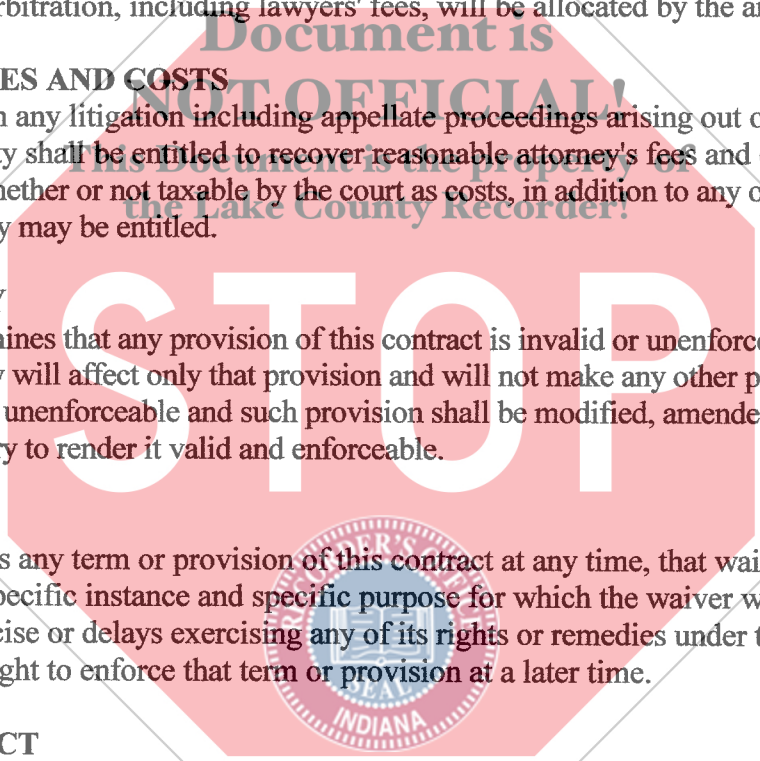 rbitration, including lawyers' fees, will be allocated by the ar
Document is
ES AND COSTS
NOT OFFICIAL!
n any litigation including appellate proceedings arising out o
y shall be entitled to recover reasonable attorney's fees and
This Document is the property of
hether or not taxable by the court as costs, in addition to any o
the Lake County Recorder!
y may be entitled.
Y
STOP
ines that any provision of this contract is invalid or unenforce
y will affect only that provision and will not make any other p
unenforceable and such provision shall be modified, amende
ry to render it valid and enforceable.
s any term or provision of this contract at any time, that wai
pecific instance and specific purpose for which the waiver w
cise or delays exercising any of its rights or remedies under t
ght to enforce that term or provision at a later time.
RECORDER'S OFFICE
SEAL
INDIANA
CT